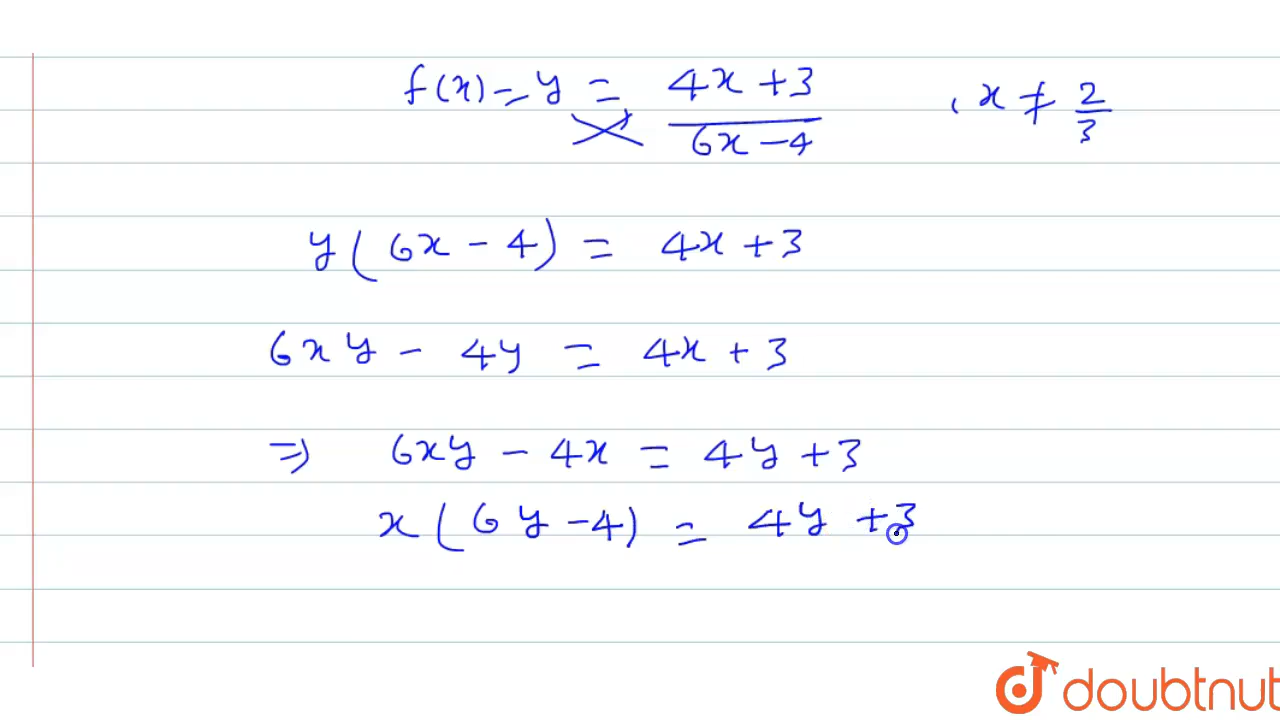 f(x) = y = 4x + 3 / 6x - 4 , x ≠ 2/3
y(6x - 4) = 4x + 3
6xy - 4y = 4x + 3
⇒ 6xy - 4x = 4y + 3
x(6y - 4) = 4y + 3
doubtnut